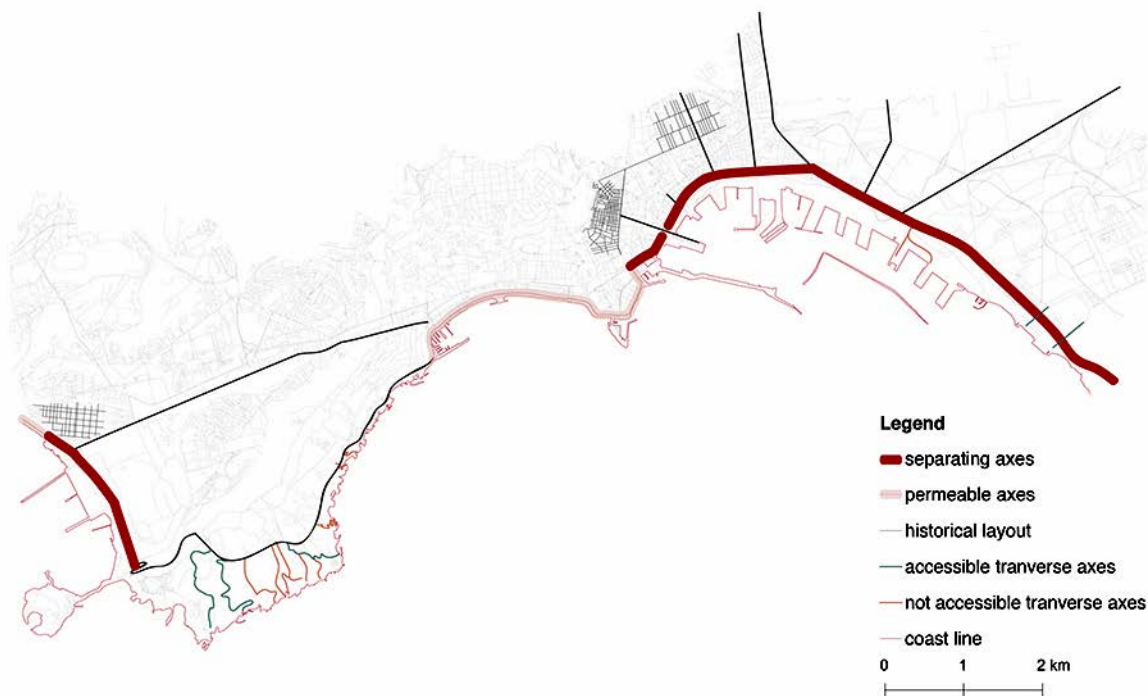 Legend
separating axes
permeable axes
historical layout
accessible tranverse axes
not accessible tranverse axes
coast line
0 1 2 km